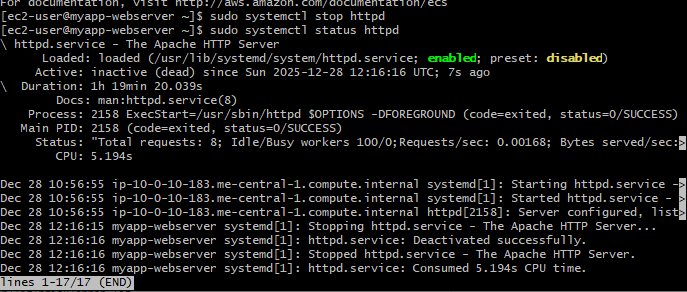 For documentation, visit http://aws.amazon.com/documentation/ecs
[ec2-user@myapp-webserver ~]$ sudo systemctl stop httpd
[ec2-user@myapp-webserver ~]$ sudo systemctl status httpd
\ httpd.service - The Apache HTTP Server
Loaded: loaded (/usr/lib/systemd/system/httpd.service; enabled; preset: disabled)
Active: inactive (dead) since Sun 2025-12-28 12:16:16 UTC; 7s ago
\ Duration: 1h 19min 20.039s
Docs: man:httpd.service(8)
Process: 2158 ExecStart=/usr/sbin/httpd $OPTIONS -DFOREGROUND (code=exited, status=0/SUCCESS)
Main PID: 2158 (code=exited, status=0/SUCCESS)
Status: "Total requests: 8; Idle/Busy workers 100/0;Requests/sec: 0.00168; Bytes served/sec:>
CPU: 5.194s
Dec 28 10:56:55 ip-10-0-10-183.me-central-1.compute.internal systemd[1]: Starting httpd.service ->
Dec 28 10:56:55 ip-10-0-10-183.me-central-1.compute.internal systemd[1]: Started httpd.service - >
Dec 28 10:56:55 ip-10-0-10-183.me-central-1.compute.internal httpd[2158]: Server configured, list>
Dec 28 12:16:15 myapp-webserver systemd[1]: Stopping httpd.service - The Apache HTTP Server...
Dec 28 12:16:16 myapp-webserver systemd[1]: httpd.service: Deactivated successfully.
Dec 28 12:16:16 myapp-webserver systemd[1]: Stopped httpd.service - The Apache HTTP Server.
Dec 28 12:16:16 myapp-webserver systemd[1]: httpd.service: Consumed 5.194s CPU time.
lines 1-17/17 (END)